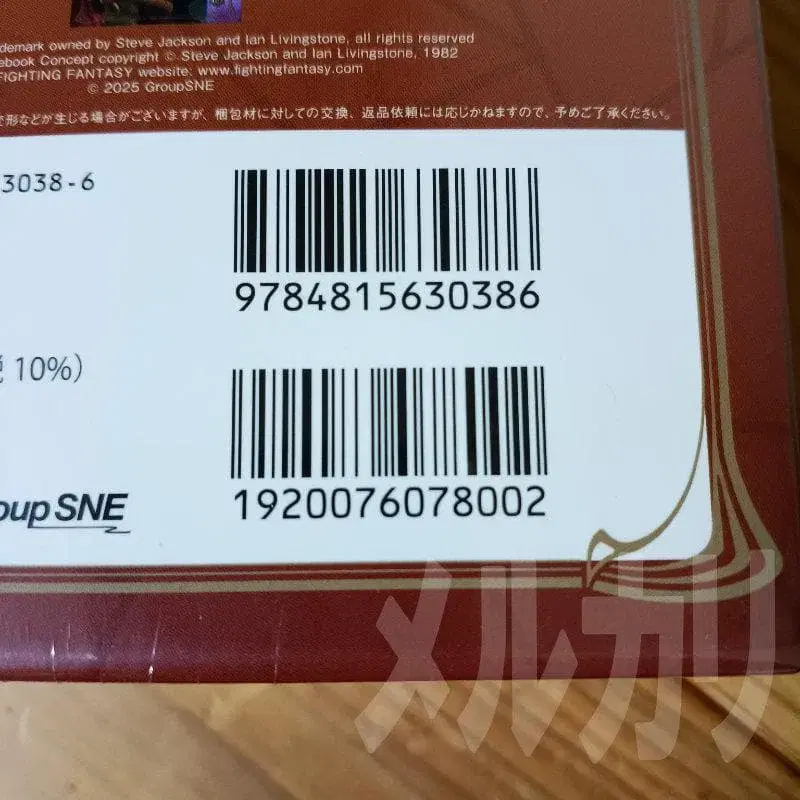 demark owned by Steve Jackson and Ian Livingstone, all rights reserved
ebook Concept copyright © Steve Jackson and Ian Livingstone, 1982
FIGHTING FANTASY website: www.fightingfantasy.com
© 2025 GroupSNE
変形などが生じる場合がございますが、梱包材に対しての交換、返品依頼には応じかねますので、予めご了承ください。
3038-6
9784815630386
税 10%)
1920076078002
oup SNE
メルカリ